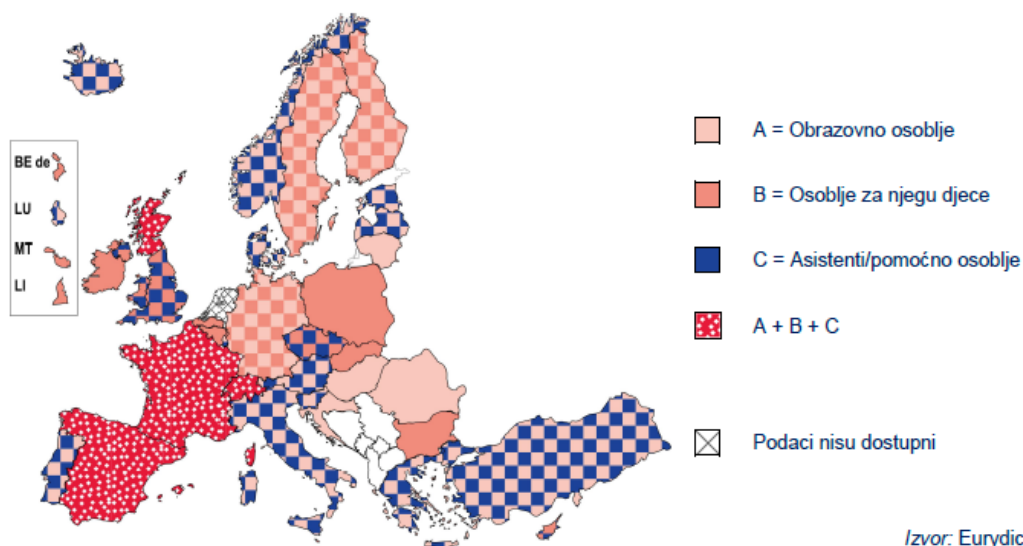 BE de
LU
MT
LI
A = Obrazovno osoblje
B = Osoblje za njegu djece
C = Asistenti/pomoćno osoblje
A + B + C
Podaci nisu dostupni
Izvor: Eurydic